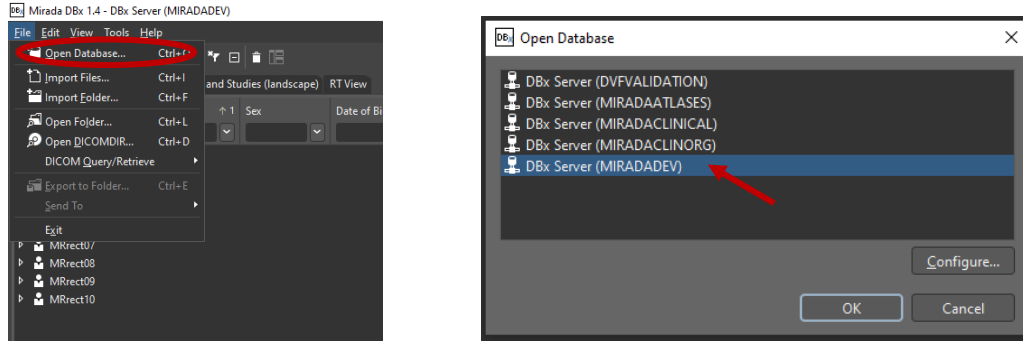 DBx Mirada DBx 1.4 - DBx Server (MIRADADEV)
File Edit View Tools Help
Open Database...
Import Files... Ctrl+I
Import Folder... Ctrl+F
Open Folder... Ctrl+L
Open DICOMDIR... Ctrl+D
DICOM Query/Retrieve
Export to Folder... Ctrl+E
Send To
Exit
and Studies (landscape) RT View
1 Sex Date of Bi
MRrect07
MRrect08
MRrect09
MRrect10
DBx Open Database
DBx Server (DVFVALIDATION)
DBx Server (MIRADAATLASES)
DBx Server (MIRADACLINICAL)
DBx Server (MIRADACLINORG)
DBx Server (MIRADADEV)
Configure...
OK Cancel